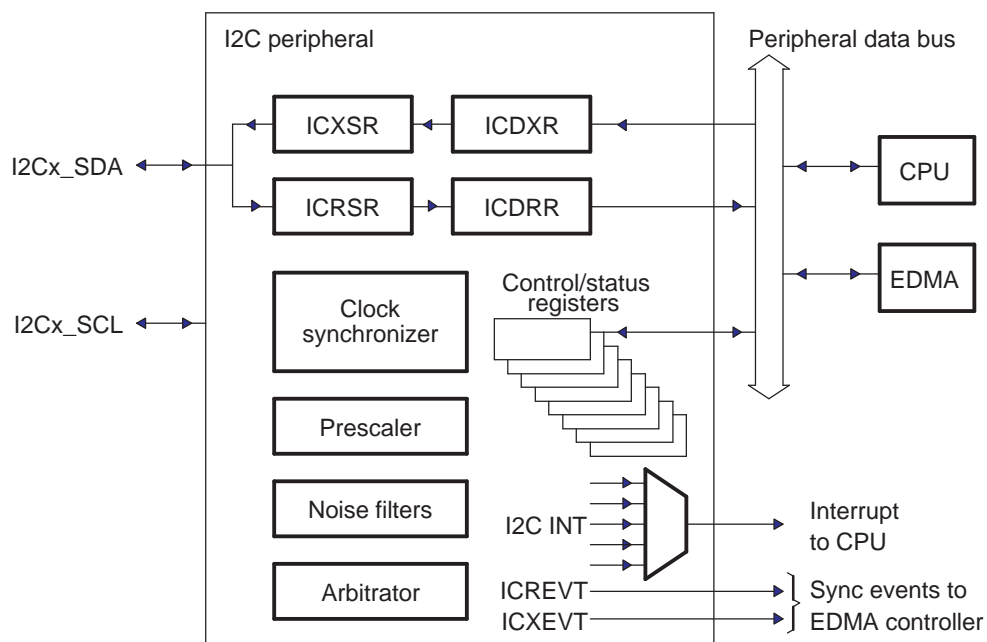 I2C peripheral
Peripheral data bus
ICXSR
ICDXR
I2Cx_SDA
CPU
ICRSR
ICDRR
EDMA
Control/status
registers
Clock
synchronizer
I2Cx_SCL
Prescaler
Noise filters
I2C INT
Interrupt
to CPU
Arbitrator
ICREVT
ICXEVT
Sync events to
EDMA controller